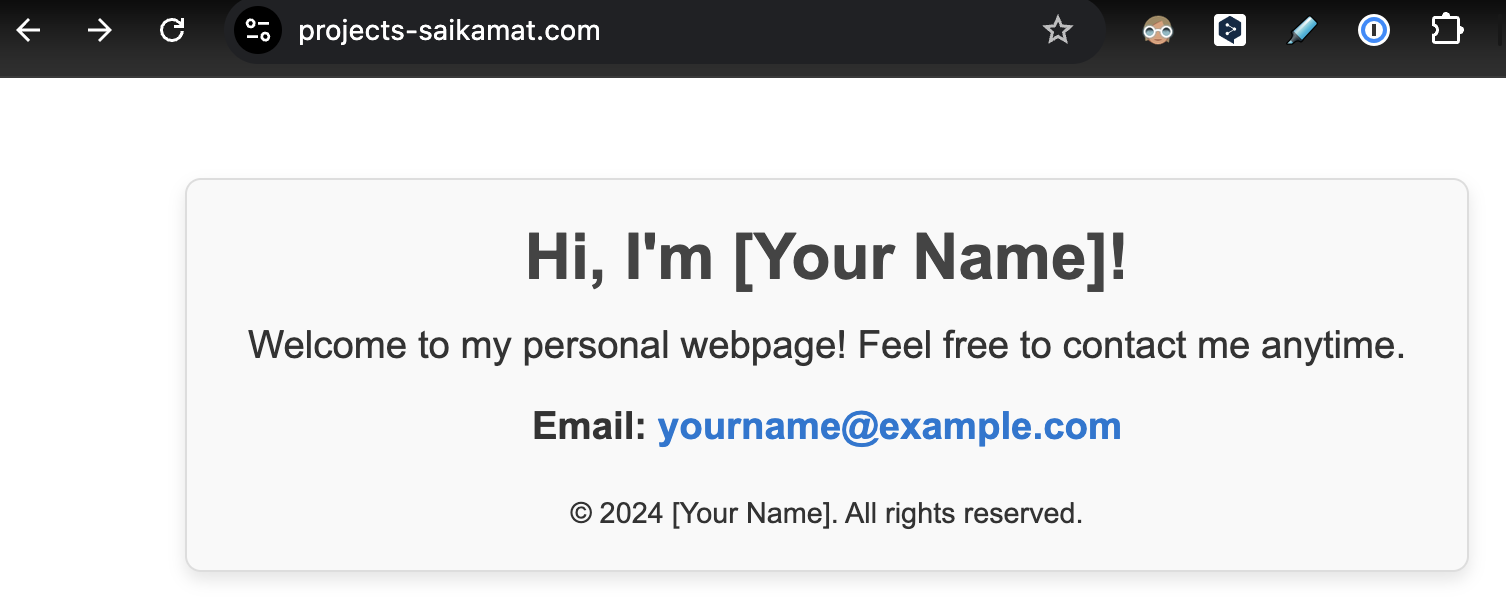 projects-saikamat.com
Hi, I'm [Your Name]!
Welcome to my personal webpage! Feel free to contact me anytime.
Email: yourname@example.com
© 2024 [Your Name]. All rights reserved.